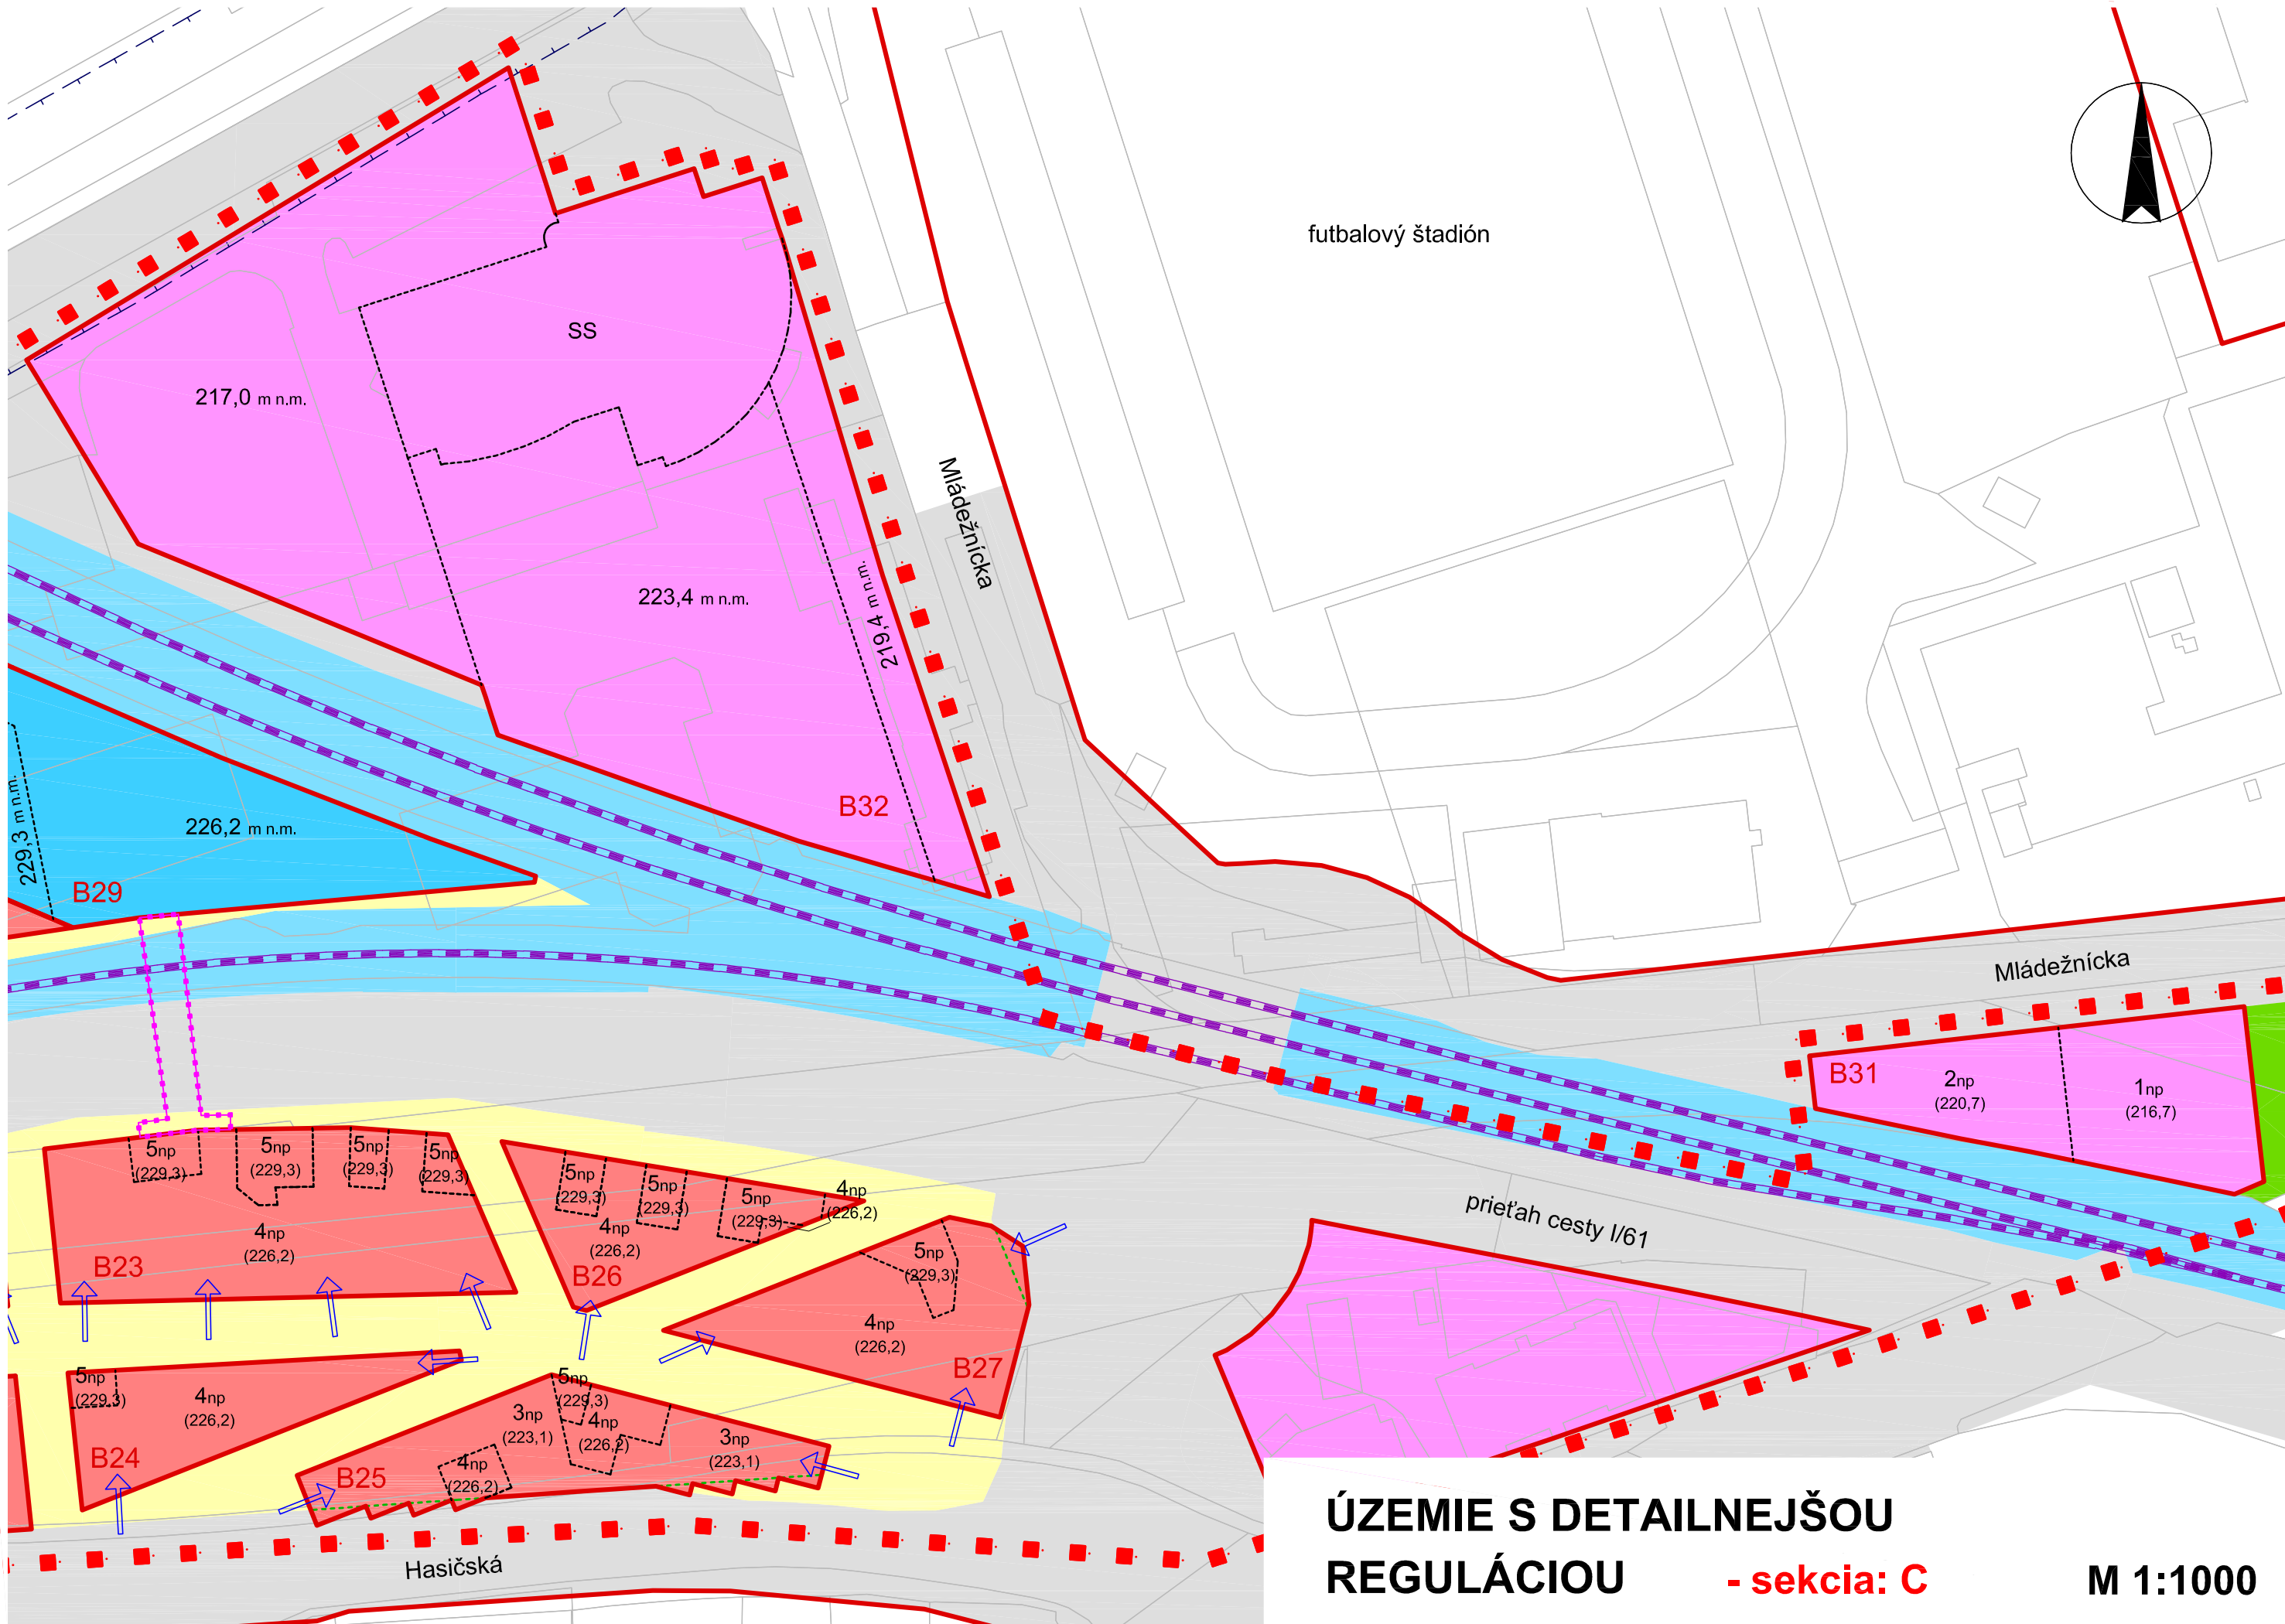 futbalový štadión
SS
217,0 m n.m.
Mládežnícka
223,4 m n.m.
219,4 m n.m.
B32
229,3 m n.m.
226,2 m n.m.
B29
Mládežnícka
B31
2np
(220,7)
1np
(216,7)
5np
(229,3)
5np
(229,3)
5np
(229,3)
5np
(229,3)
4np
(226,2)
B23
5np
(229,3)
5np
(229,3)
5np
(229,3)
4np
(226,2)
4np
(226,2)
B26
prieťah cesty I/61
5np
(229,3)
4np
(226,2)
B27
5np
(229,3)
4np
(226,2)
B24
5np
(229,3)
3np
(223,1)
4np
(226,2)
3np
(223,1)
4np
(226,2)
B25
Hasičská
ÚZEMIE S DETAILNEJŠOU
REGULÁCIOU - sekcia: C M 1:1000